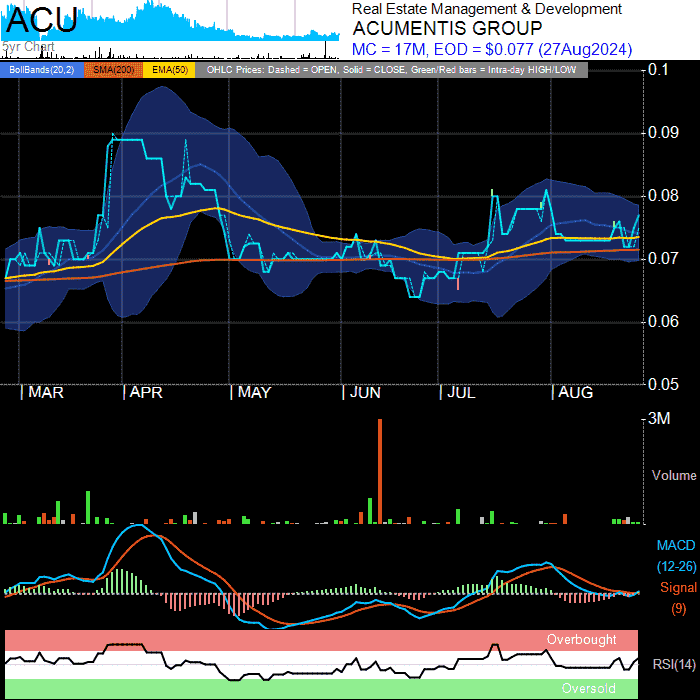 ACU
5yr Chart
Real Estate Management & Development
ACUMENTIS GROUP
MC = 17M, EOD = $0.077 (27Aug2024)
BollBands(20,2) SMA(200) EMA(50) OHLC Prices: Dashed = OPEN, Solid = CLOSE, Green/Red bars = Intra-day HIGH/LOW
0.1
0.09
0.08
0.07
0.06
0.05
| MAR | APR | MAY | JUN | JUL | AUG
3M
Volume
MACD
(12-26)
Signal
(9)
Overbought
RSI(14)
Oversold